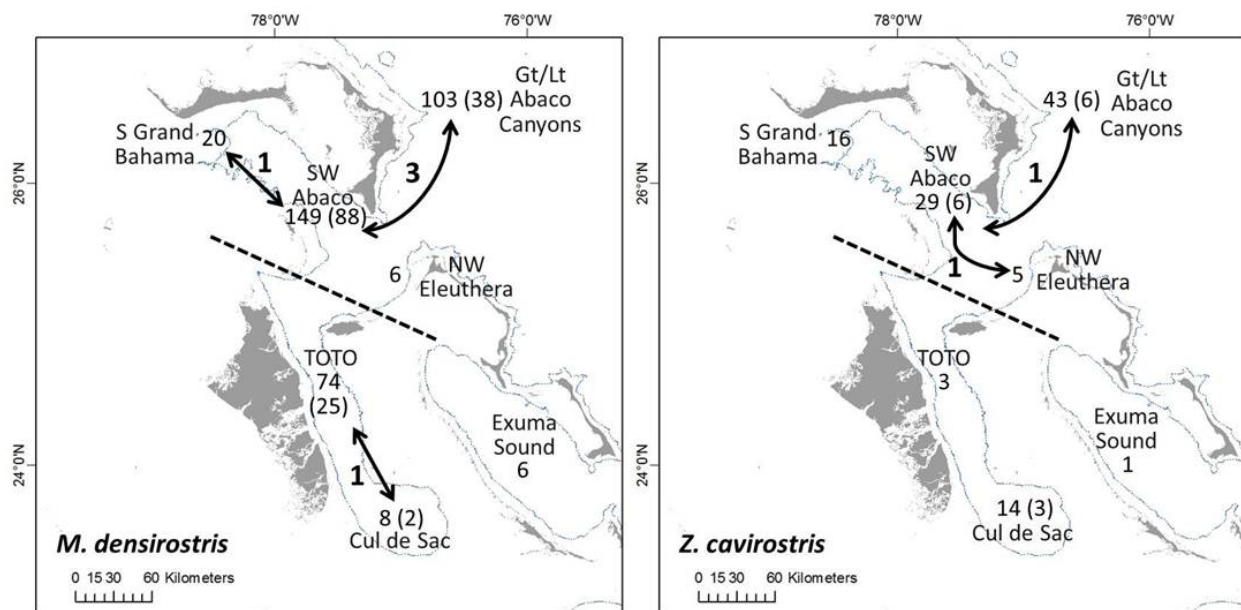 78°0'W 76°0'W
26°0'N
24°0'N
Gt/Lt
103 (38) Abaco
Canyons
S Grand 20
Bahama
1
SW
Abaco
149 (88)
3
6 NW
Eleuthera
TOTO
74
(25)
1
Exuma
Sound
6
8 (2)
Cul de Sac
M. densirostris
0 15 30 60 Kilometers
78°0'W 76°0'W
26°0'N
24°0'N
Gt/Lt
43 (6) Abaco
Canyons
S Grand 16
Bahama
SW
Abaco
29 (6)
1
1
5 NW
Eleuthera
TOTO
3
Exuma
Sound
1
14 (3)
Cul de Sac
Z. cavirostris
0 15 30 60 Kilometers